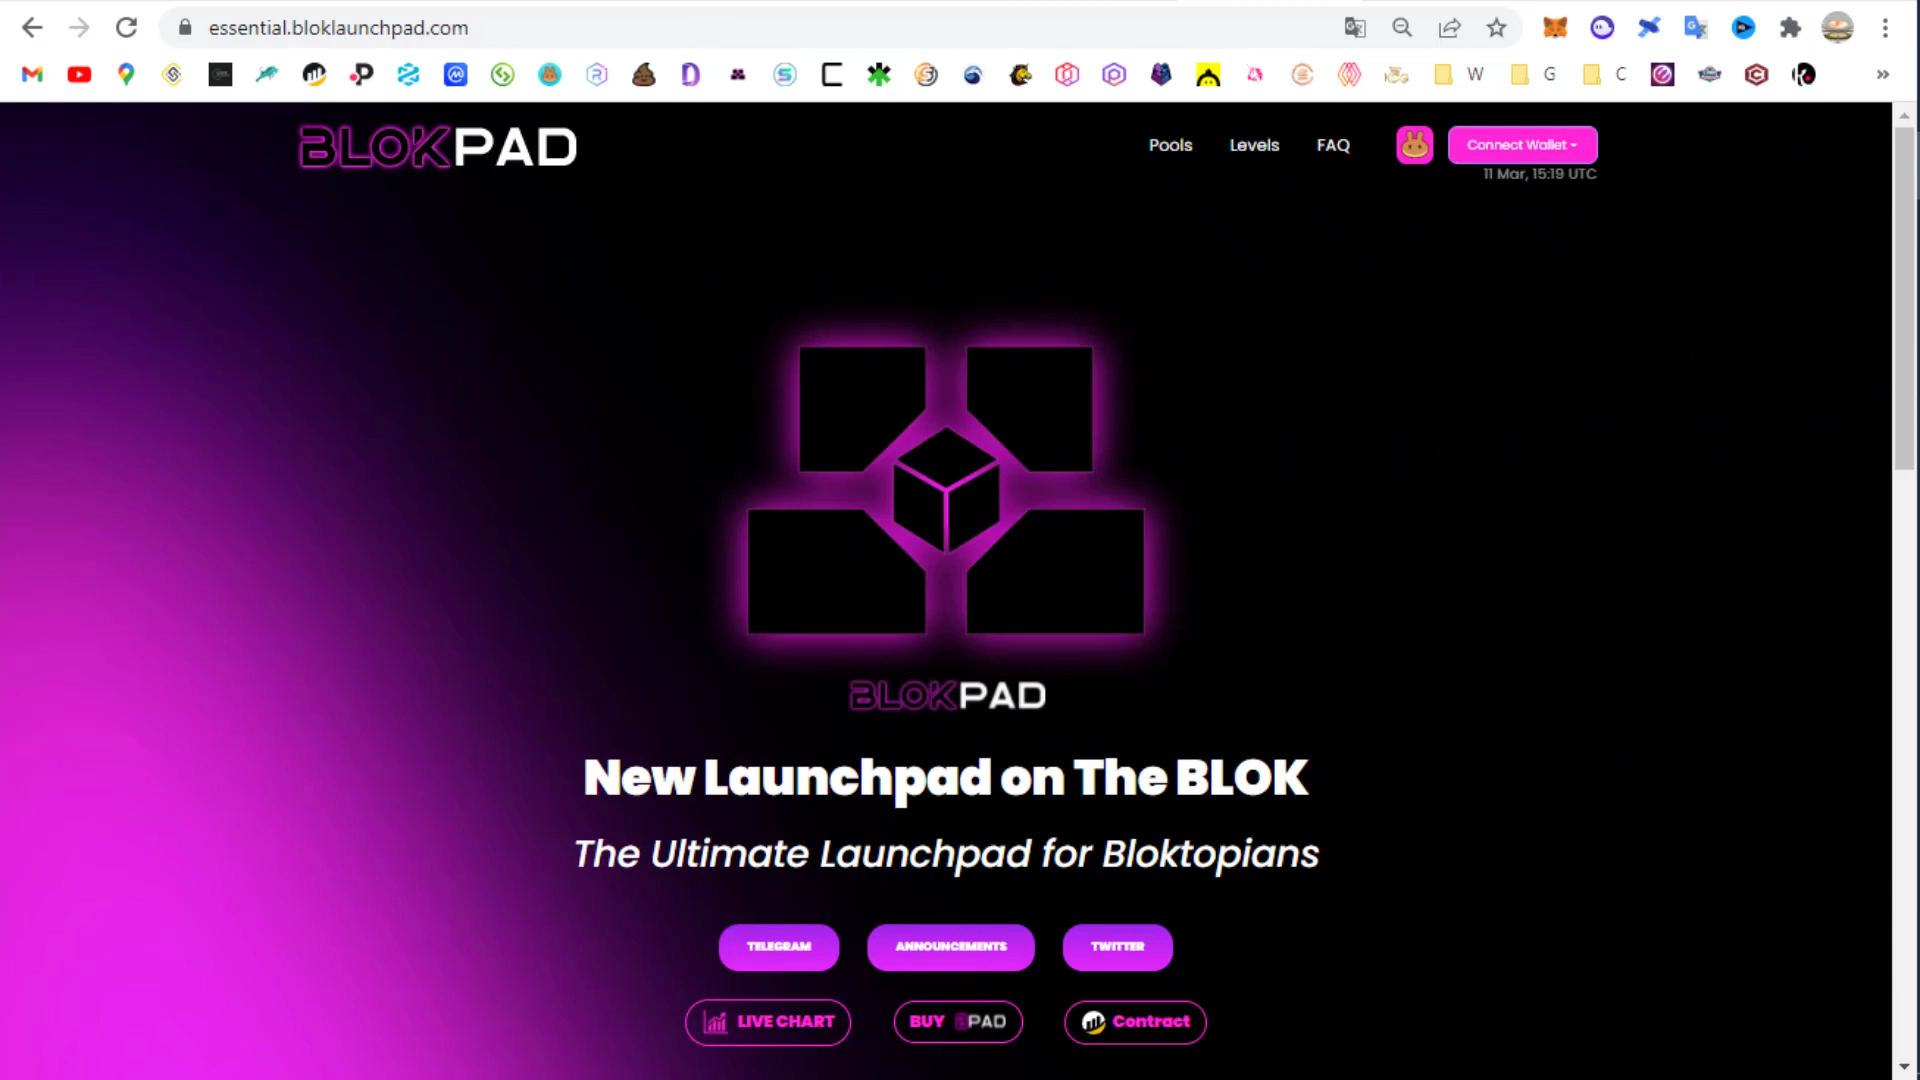 essential.bloklaunchpad.com
W G C
BLOKPAD
Pools Levels FAQ Connect Wallet
11 Mar, 15:19 UTC
BLOKPAD
New Launchpad on The BLOK
The Ultimate Launchpad for Bloktopians
TELEGRAM ANNOUNCEMENTS TWITTER
LIVE CHART BUY BPAD Contract